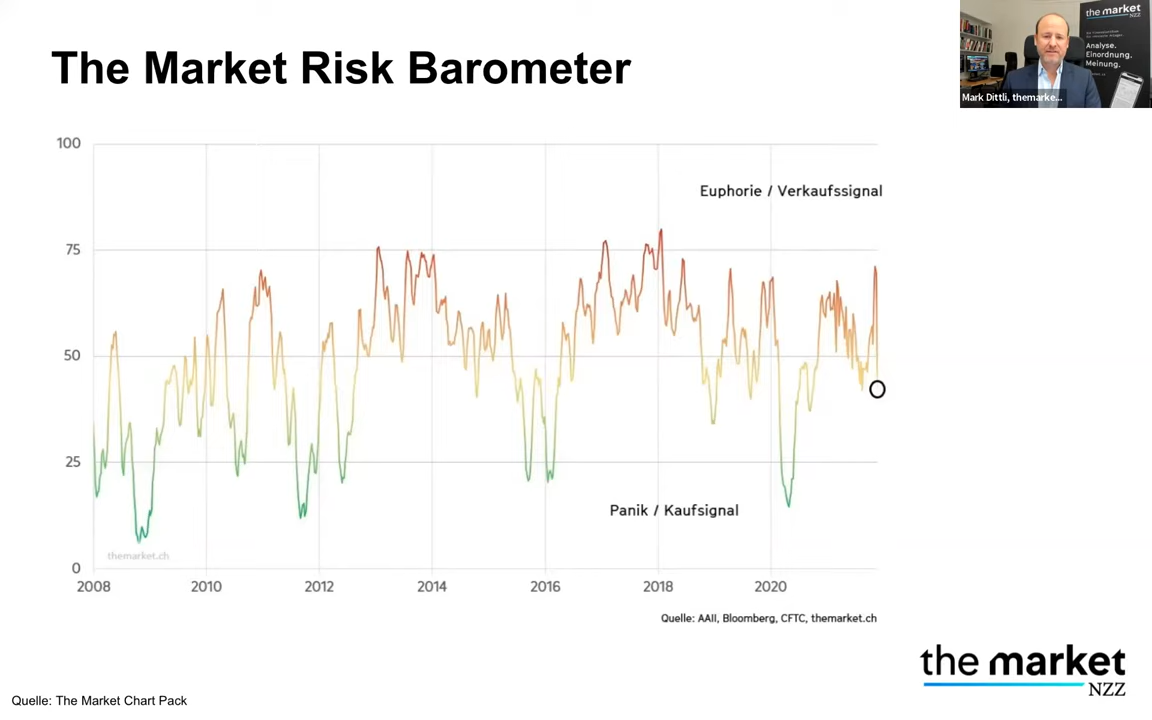 The Market Risk Barometer
the market
NZZ
Analyse.
Einordnung,
Meinung.
Mark Dittli, themarke...
100
75
50
25
0
Euphorie / Verkaufssignal
Panik / Kaufsignal
themarket.ch
2008 2010 2012 2014 2016 2018 2020
Quelle: AAII, Bloomberg, CFTC, themarket.ch
the market
NZZ
Quelle: The Market Chart Pack